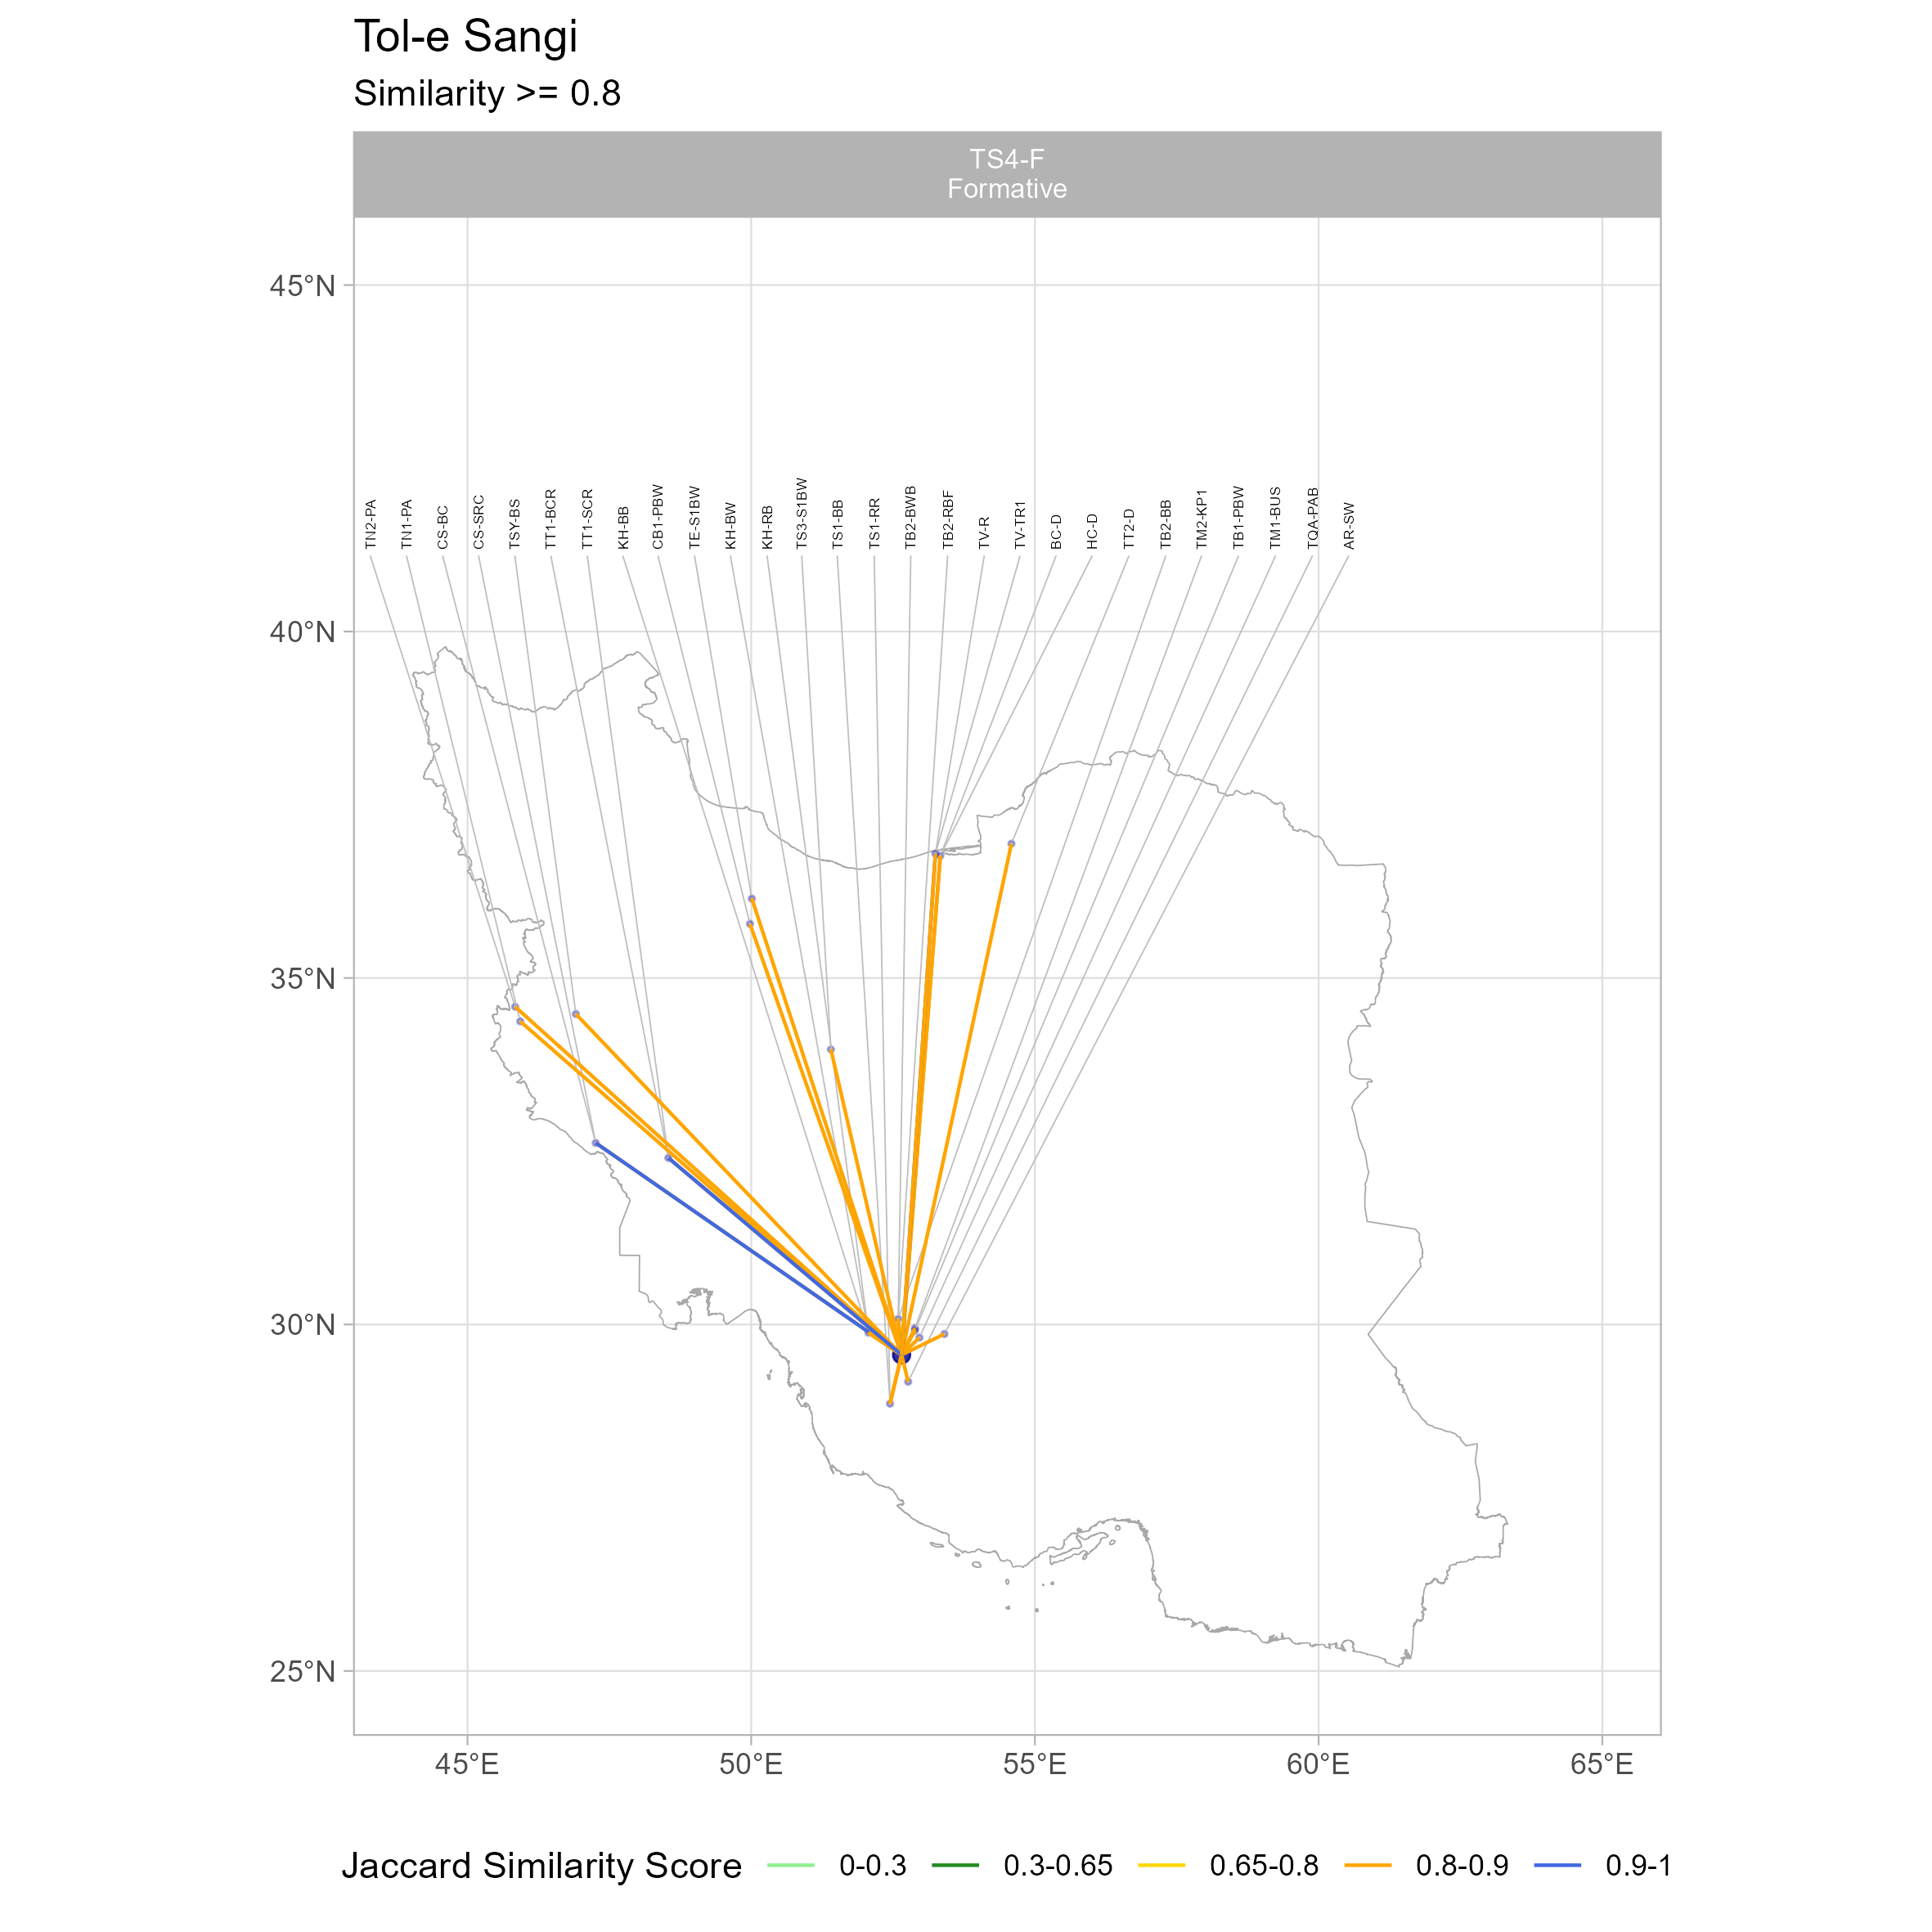 Tol-e Sangi
Similarity >= 0.8
TS4-F
Formative
45°N
40°N
35°N
30°N
25°N
TN2-PA
TN1-PA
CS-BC
CS-SRC
TSY-BS
TT1-BCR
TT1-SCR
KH-BB
CB1-PBW
TE-S1BW
KH-BW
KH-RB
TS3-S1BW
TS1-BB
TS1-RR
TB2-BWB
TB2-RBF
TV-R
TV-TR1
BC-D
HC-D
TT2-D
TB2-BB
TM2-KP1
TB1-PBW
TM1-BUS
TQA-PAB
AR-SW
45°E 50°E 55°E 60°E 65°E
Jaccard Similarity Score 0-0.3 0.3-0.65 0.65-0.8 0.8-0.9 0.9-1